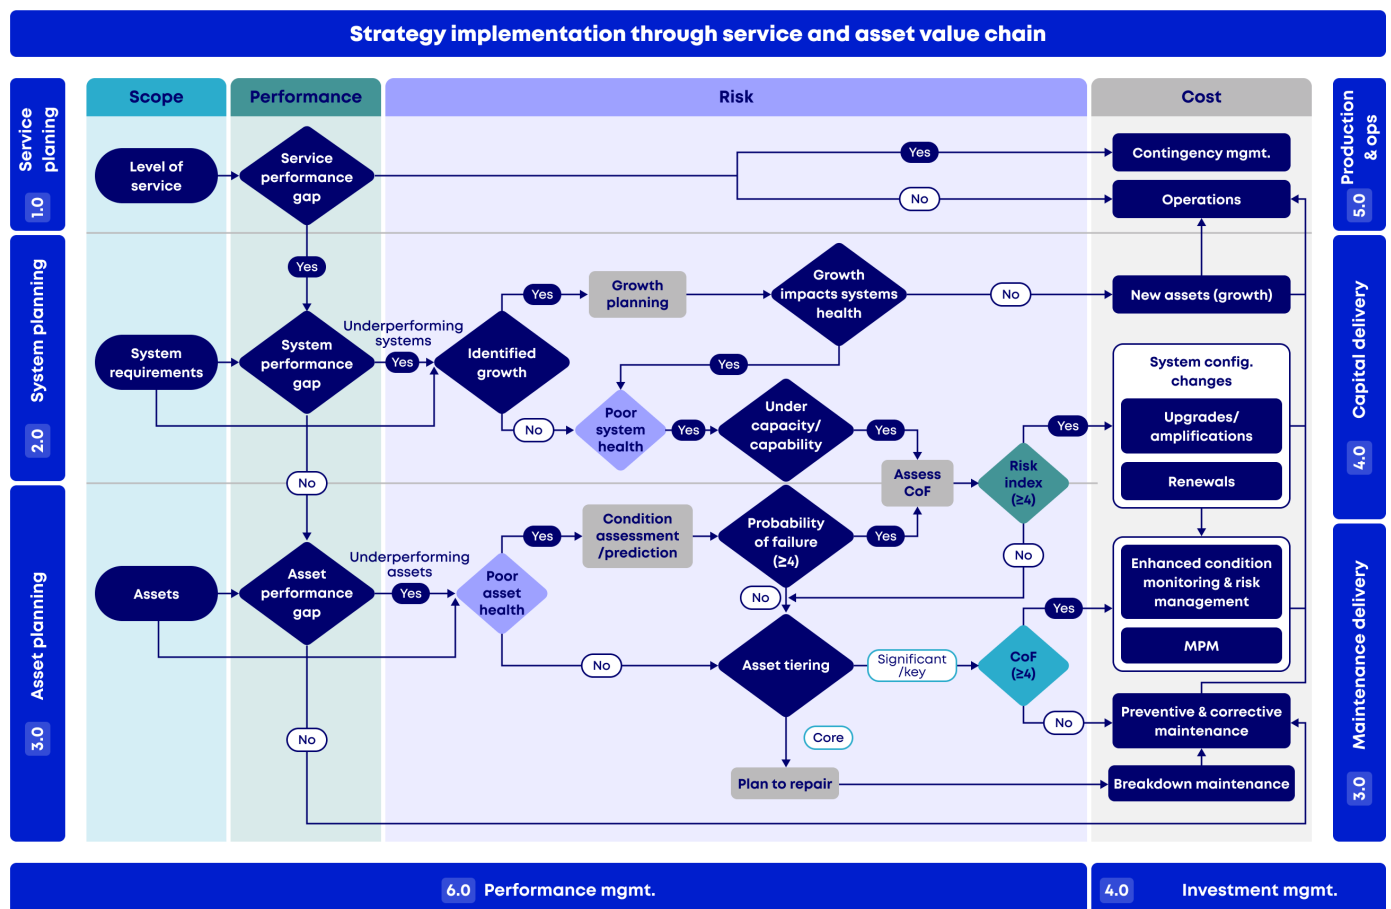 Strategy implementation through service and asset value chain
Scope
Performance
Risk
Cost
Service
planing
1.0
System planning
2.0
Asset planning
3.0
Production
& ops
5.0
Capital delivery
4.0
Maintenance delivery
3.0
Level of
service
Service
performance
gap
Yes
No
Contingency mgmt.
Operations
Yes
System
requirements
System
performance
gap
Underperforming
systems
Yes
Identified
growth
Yes
Growth
planning
Growth
impacts systems
health
No
New assets (growth)
Yes
No
Poor
system
health
Yes
Under
capacity/
capability
Yes
Assess
CoF
Risk
index
(≥4)
Yes
System config.
changes
Upgrades/
amplifications
Renewals
No
No
Assets
Asset
performance
gap
Underperforming
assets
Yes
Poor
asset
health
Yes
Condition
assessment
/prediction
Probability
of failure
(≥4)
Yes
No
No
Asset tiering
Significant
/key
CoF
(≥4)
Yes
Enhanced condition
monitoring & risk
management
MPM
No
Preventive & corrective
maintenance
Core
Plan to repair
Breakdown maintenance
No
6.0 Performance mgmt.
4.0 Investment mgmt.